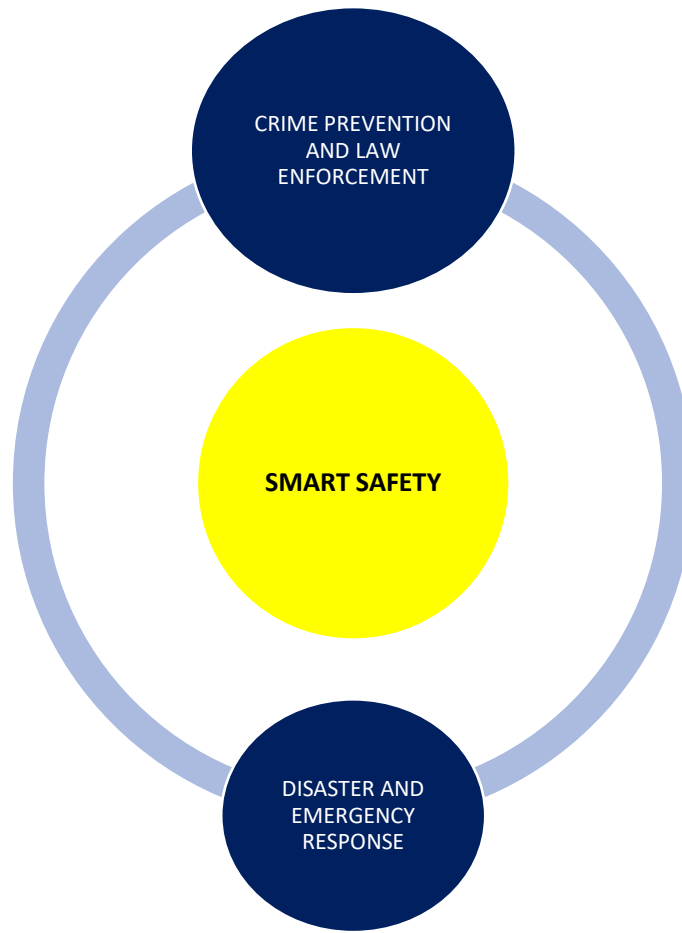 CRIME PREVENTION
AND LAW
ENFORCEMENT
SMART SAFETY
DISASTER AND
EMERGENCY
RESPONSE